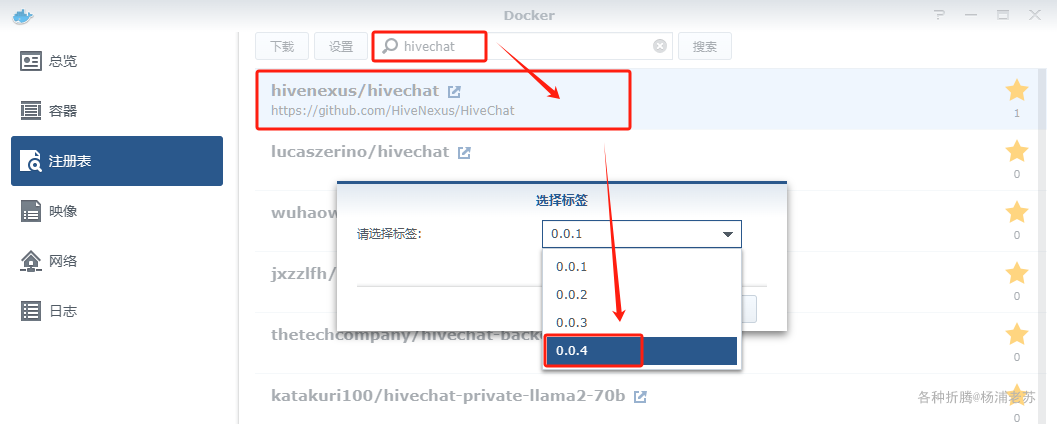 Docker
总览
容器
注册表
映像
网络
日志
下载
设置
hivechat
搜索
hivenexus/hivechat
https://github.com/HiveNexus/HiveChat
1
lucaszerino/hivechat
0
wuhaow
0
选择标签
请选择标签:
0.0.1
0.0.1
0.0.2
0.0.3
0.0.4
jxzzlfh/
0
thetechcompany/hivechat-back
0
katakuri100/hivechat-private-llama2-70b
0
各种折腾@杨浦老苏